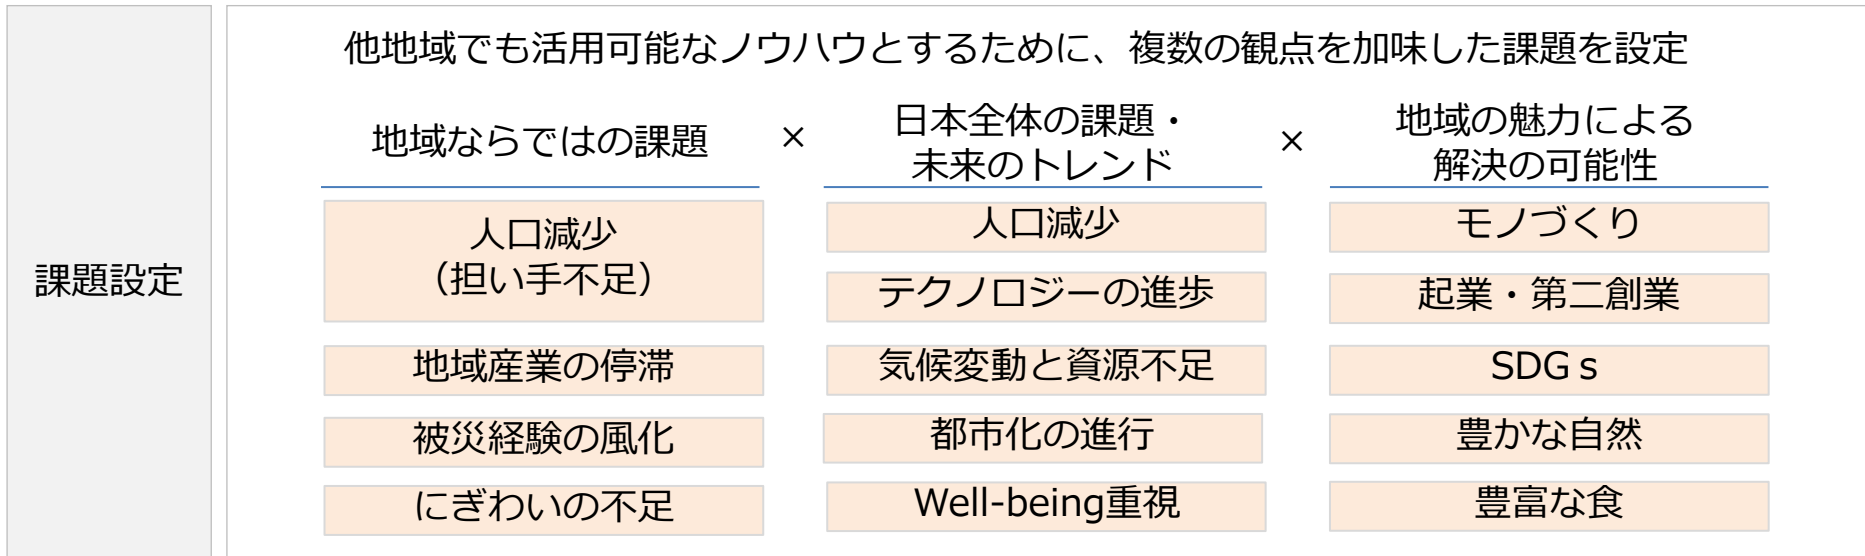 課題設定
他地域でも活用可能なノウハウとするために、複数の観点を加味した課題を設定
地域ならではの課題
×
日本全体の課題・
未来のトレンド
×
地域の魅力による
解決の可能性
人口減少
（担い手不足）
地域産業の停滞
被災経験の風化
にぎわいの不足
人口減少
テクノロジーの進歩
気候変動と資源不足
都市化の進行
Well-being重視
モノづくり
起業・第二創業
SDGｓ
豊かな自然
豊富な食